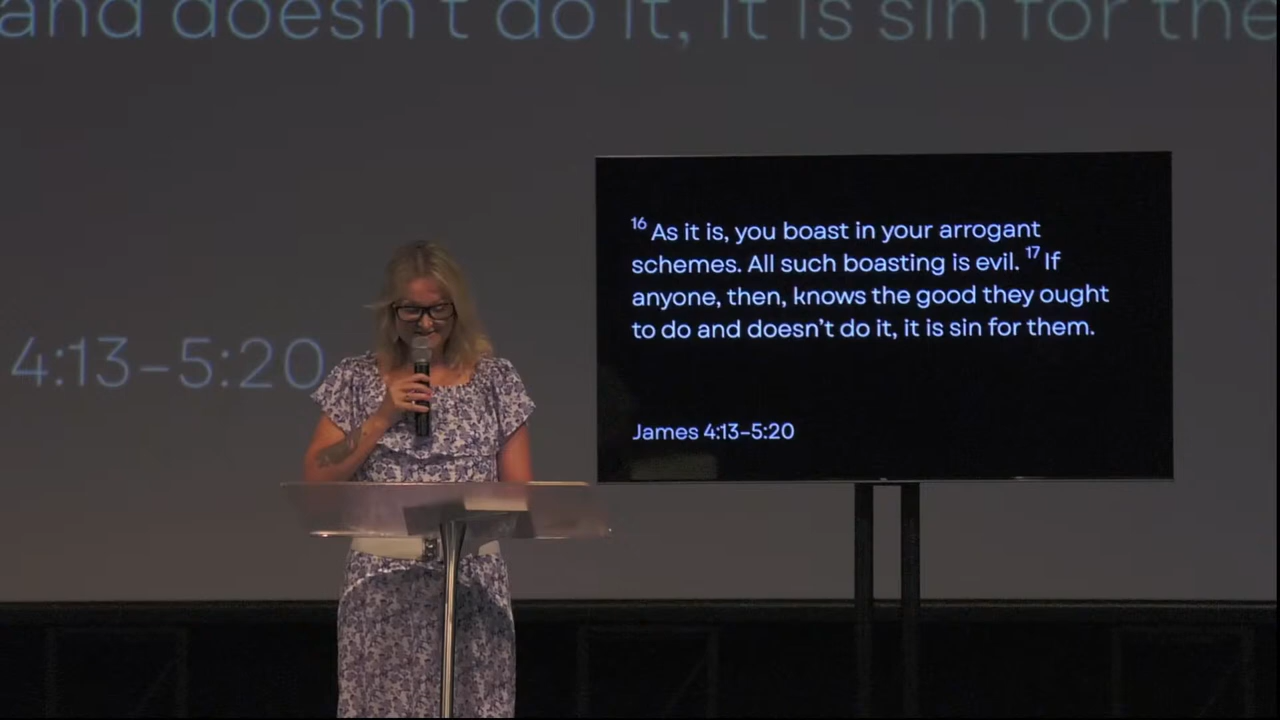 and doesn't do it, it is sin for the
16 As it is, you boast in your arrogant
schemes. All such boasting is evil. 17 If
anyone, then, knows the good they ought
to do and doesn't do it, it is sin for them.
4:13–5:20
James 4:13–5:20